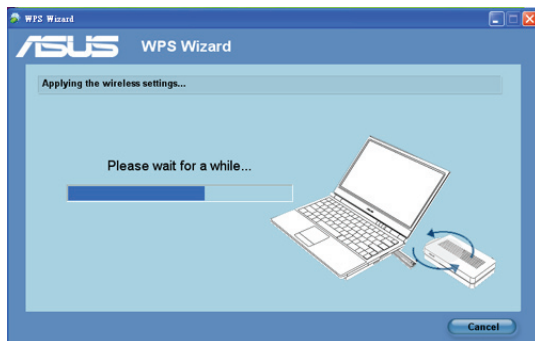 WPS Wizard
ASUS WPS Wizard
Applying the wireless settings...
Please wait for a while...
Cancel